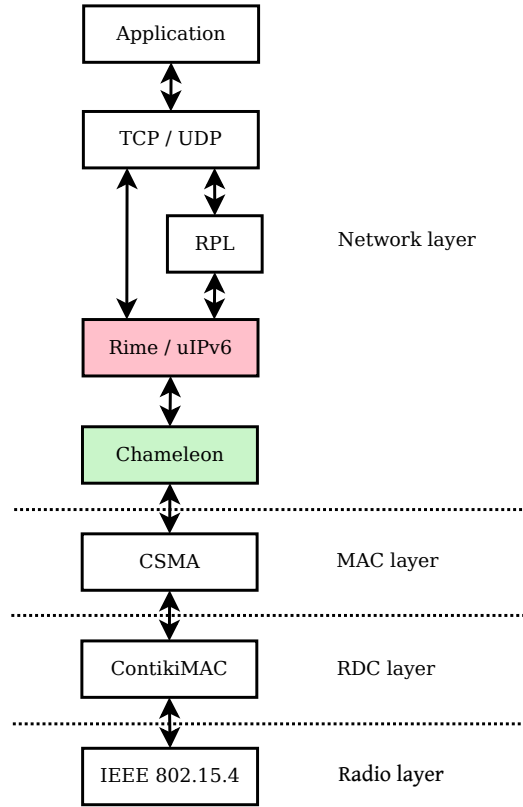 Application
TCP / UDP
RPL
Network layer
Rime / uIPv6
Chameleon
CSMA
MAC layer
ContikiMAC
RDC layer
IEEE 802.15.4
Radio layer